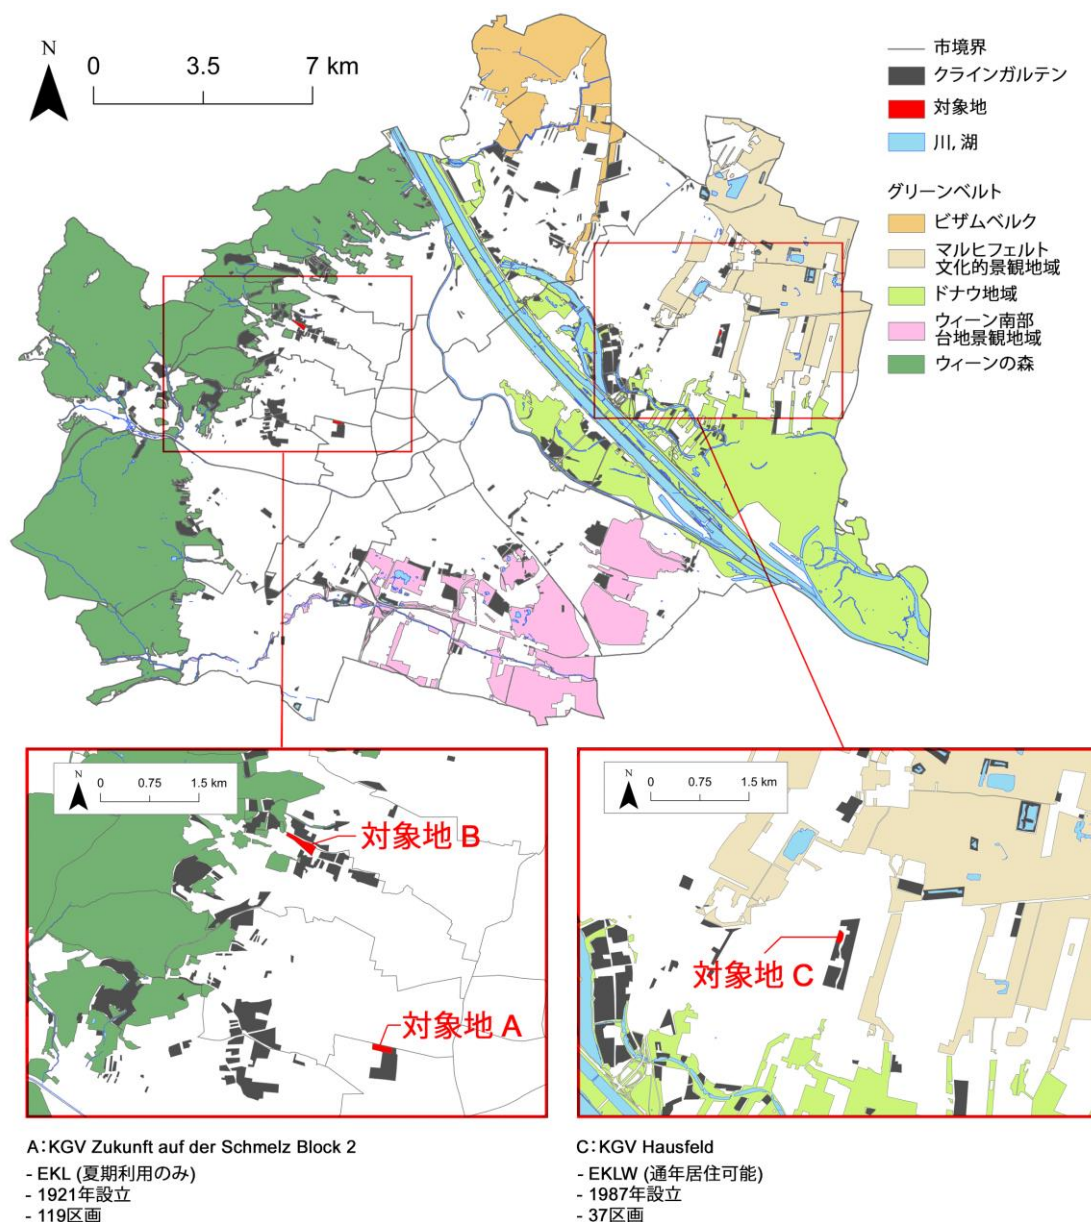 N
0 3.5 7 km
市境界
クラインガルテン
対象地
川, 湖
グリーンベルト
ビザムベルク
マルヒフェルト
文化的景観地域
ドナウ地域
ウィーン南部
台地景観地域
ウィーンの森
N
0 0.75 1.5 km
対象地 B
対象地 A
N
0 0.75 1.5 km
対象地 C
A:KGV Zukunft auf der Schmelz Block 2
- EKL (夏期利用のみ)
- 1921年設立
- 119区画
C:KGV Hausfeld
- EKLW (通年居住可能)
- 1987年設立
- 37区画